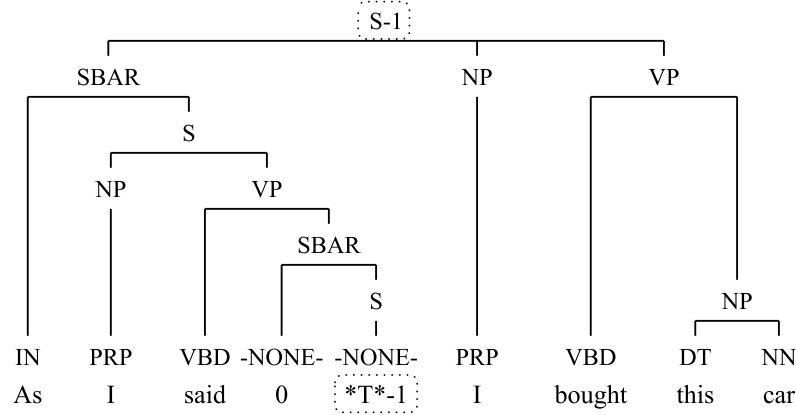 S-1
SBAR NP VP
S
NP VP
SBAR
S NP
IN PRP VBD -NONE- -NONE- PRP VBD DT NN
As I said 0 *T*-1 I bought this car